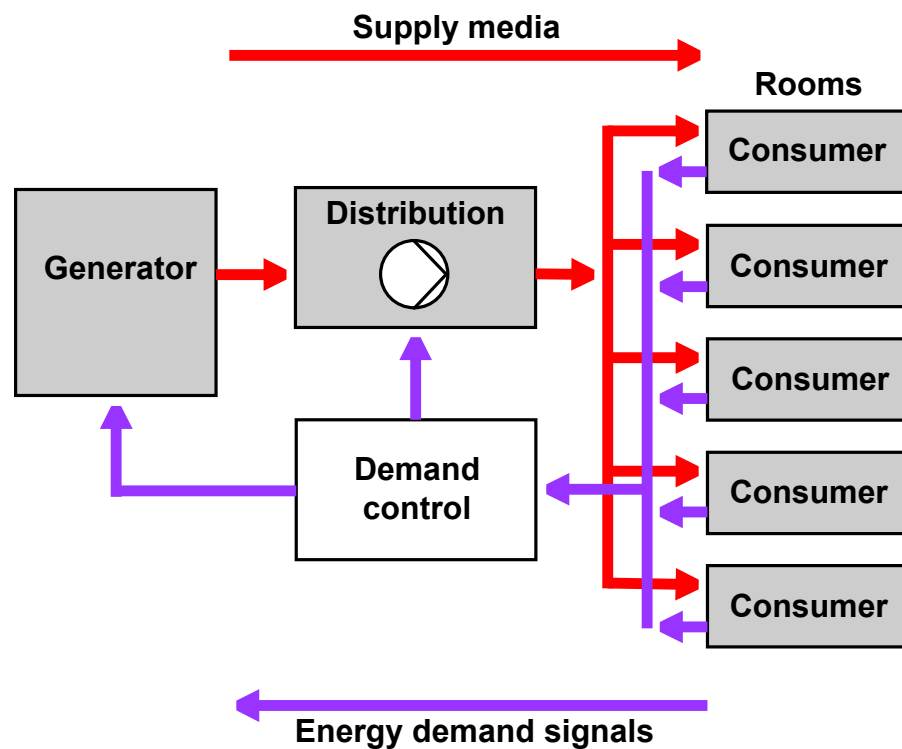 Supply media
Rooms
Consumer
Distribution
Generator
Consumer
Consumer
Demand
control
Consumer
Consumer
Energy demand signals